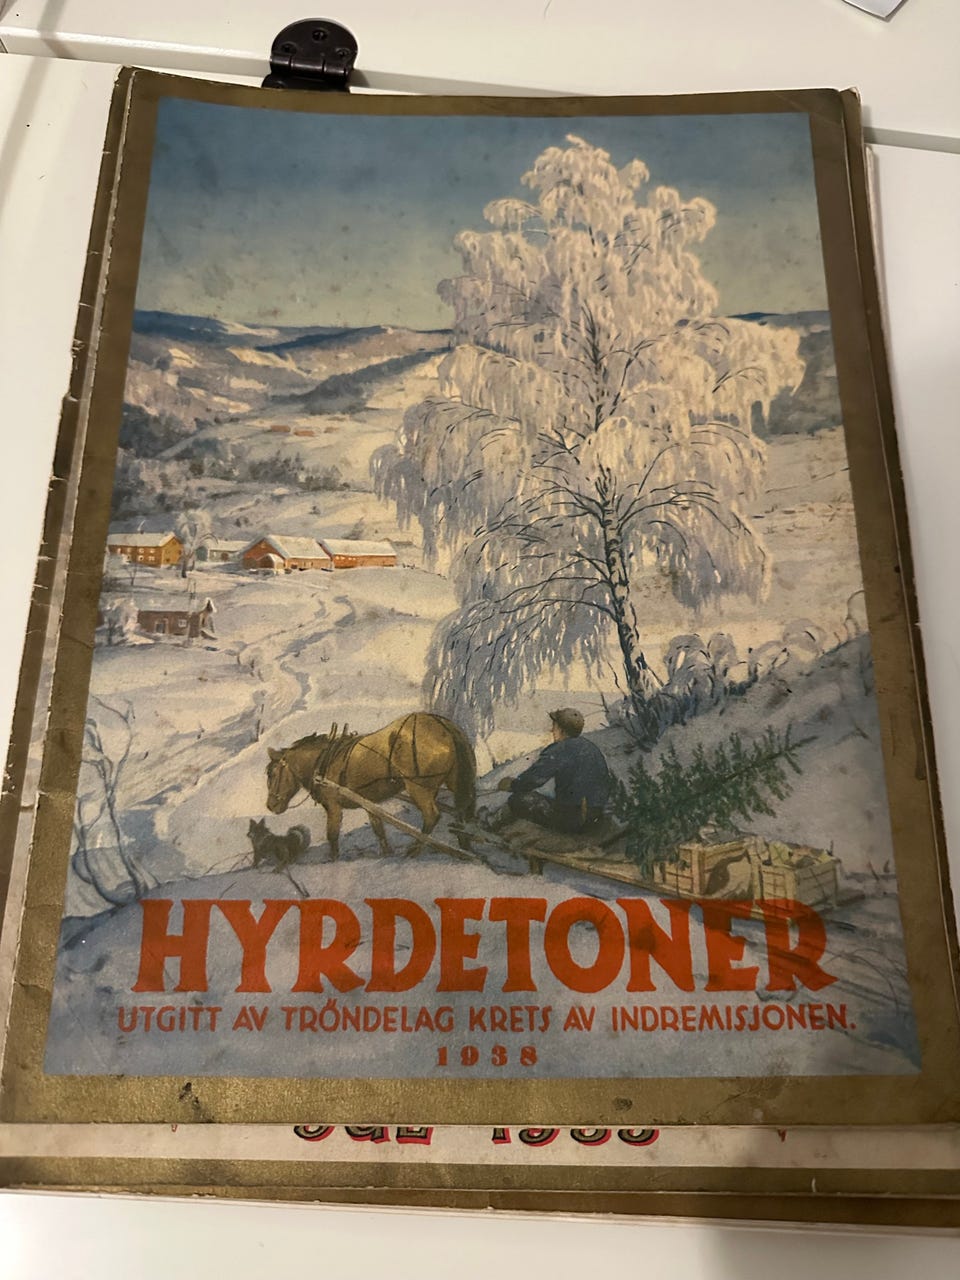 HYRDETONER
UTGITT AV TRÖNDELAG KRETS AV INDREMISJONEN.
1938